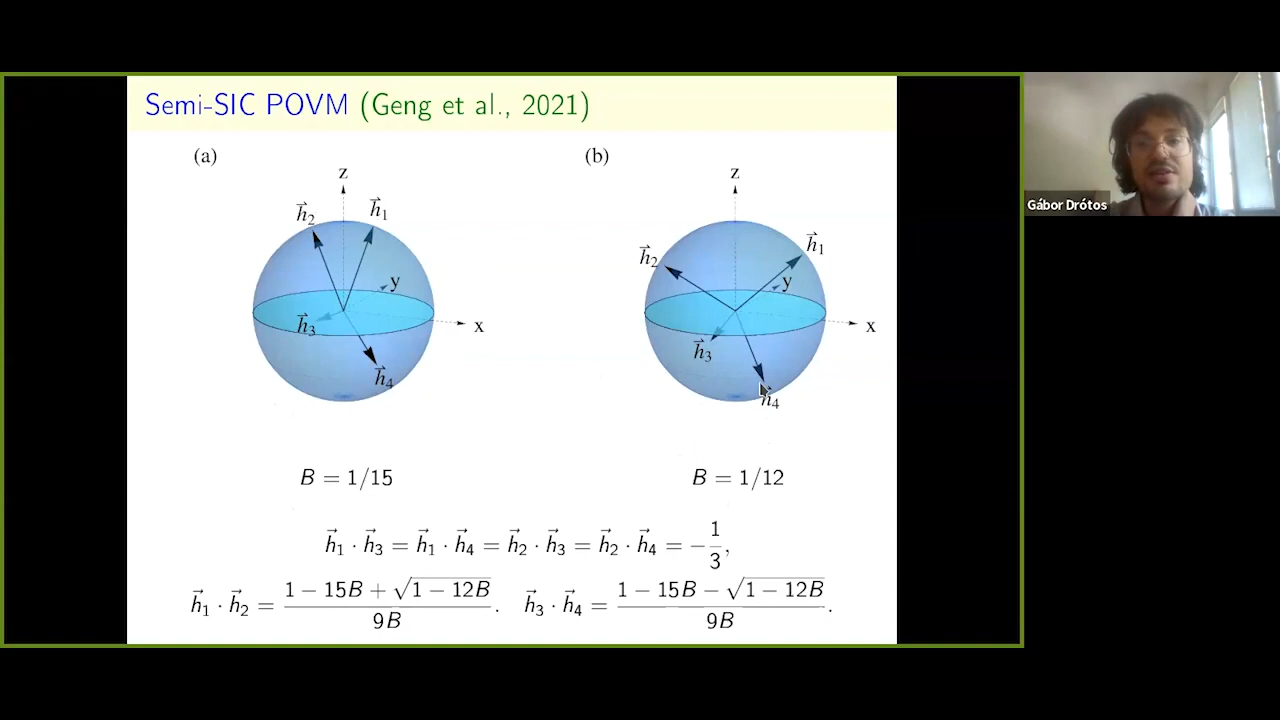 Semi-SIC POVM (Geng et al., 2021)
(a) (b)
z z
h⃗₂ h⃗₁ h⃗₂ h⃗₁
y y
h⃗₃ x h⃗₃ x
h⃗₄ h⃗₄
B = 1/15 B = 1/12
h⃗₁ · h⃗₃ = h⃗₁ · h⃗₄ = h⃗₂ · h⃗₃ = h⃗₂ · h⃗₄ = −1/3,
h⃗₁ · h⃗₂ = (1 − 15B + √(1 − 12B))/(9B). h⃗₃ · h⃗₄ = (1 − 15B − √(1 − 12B))/(9B).
Gábor Drótos